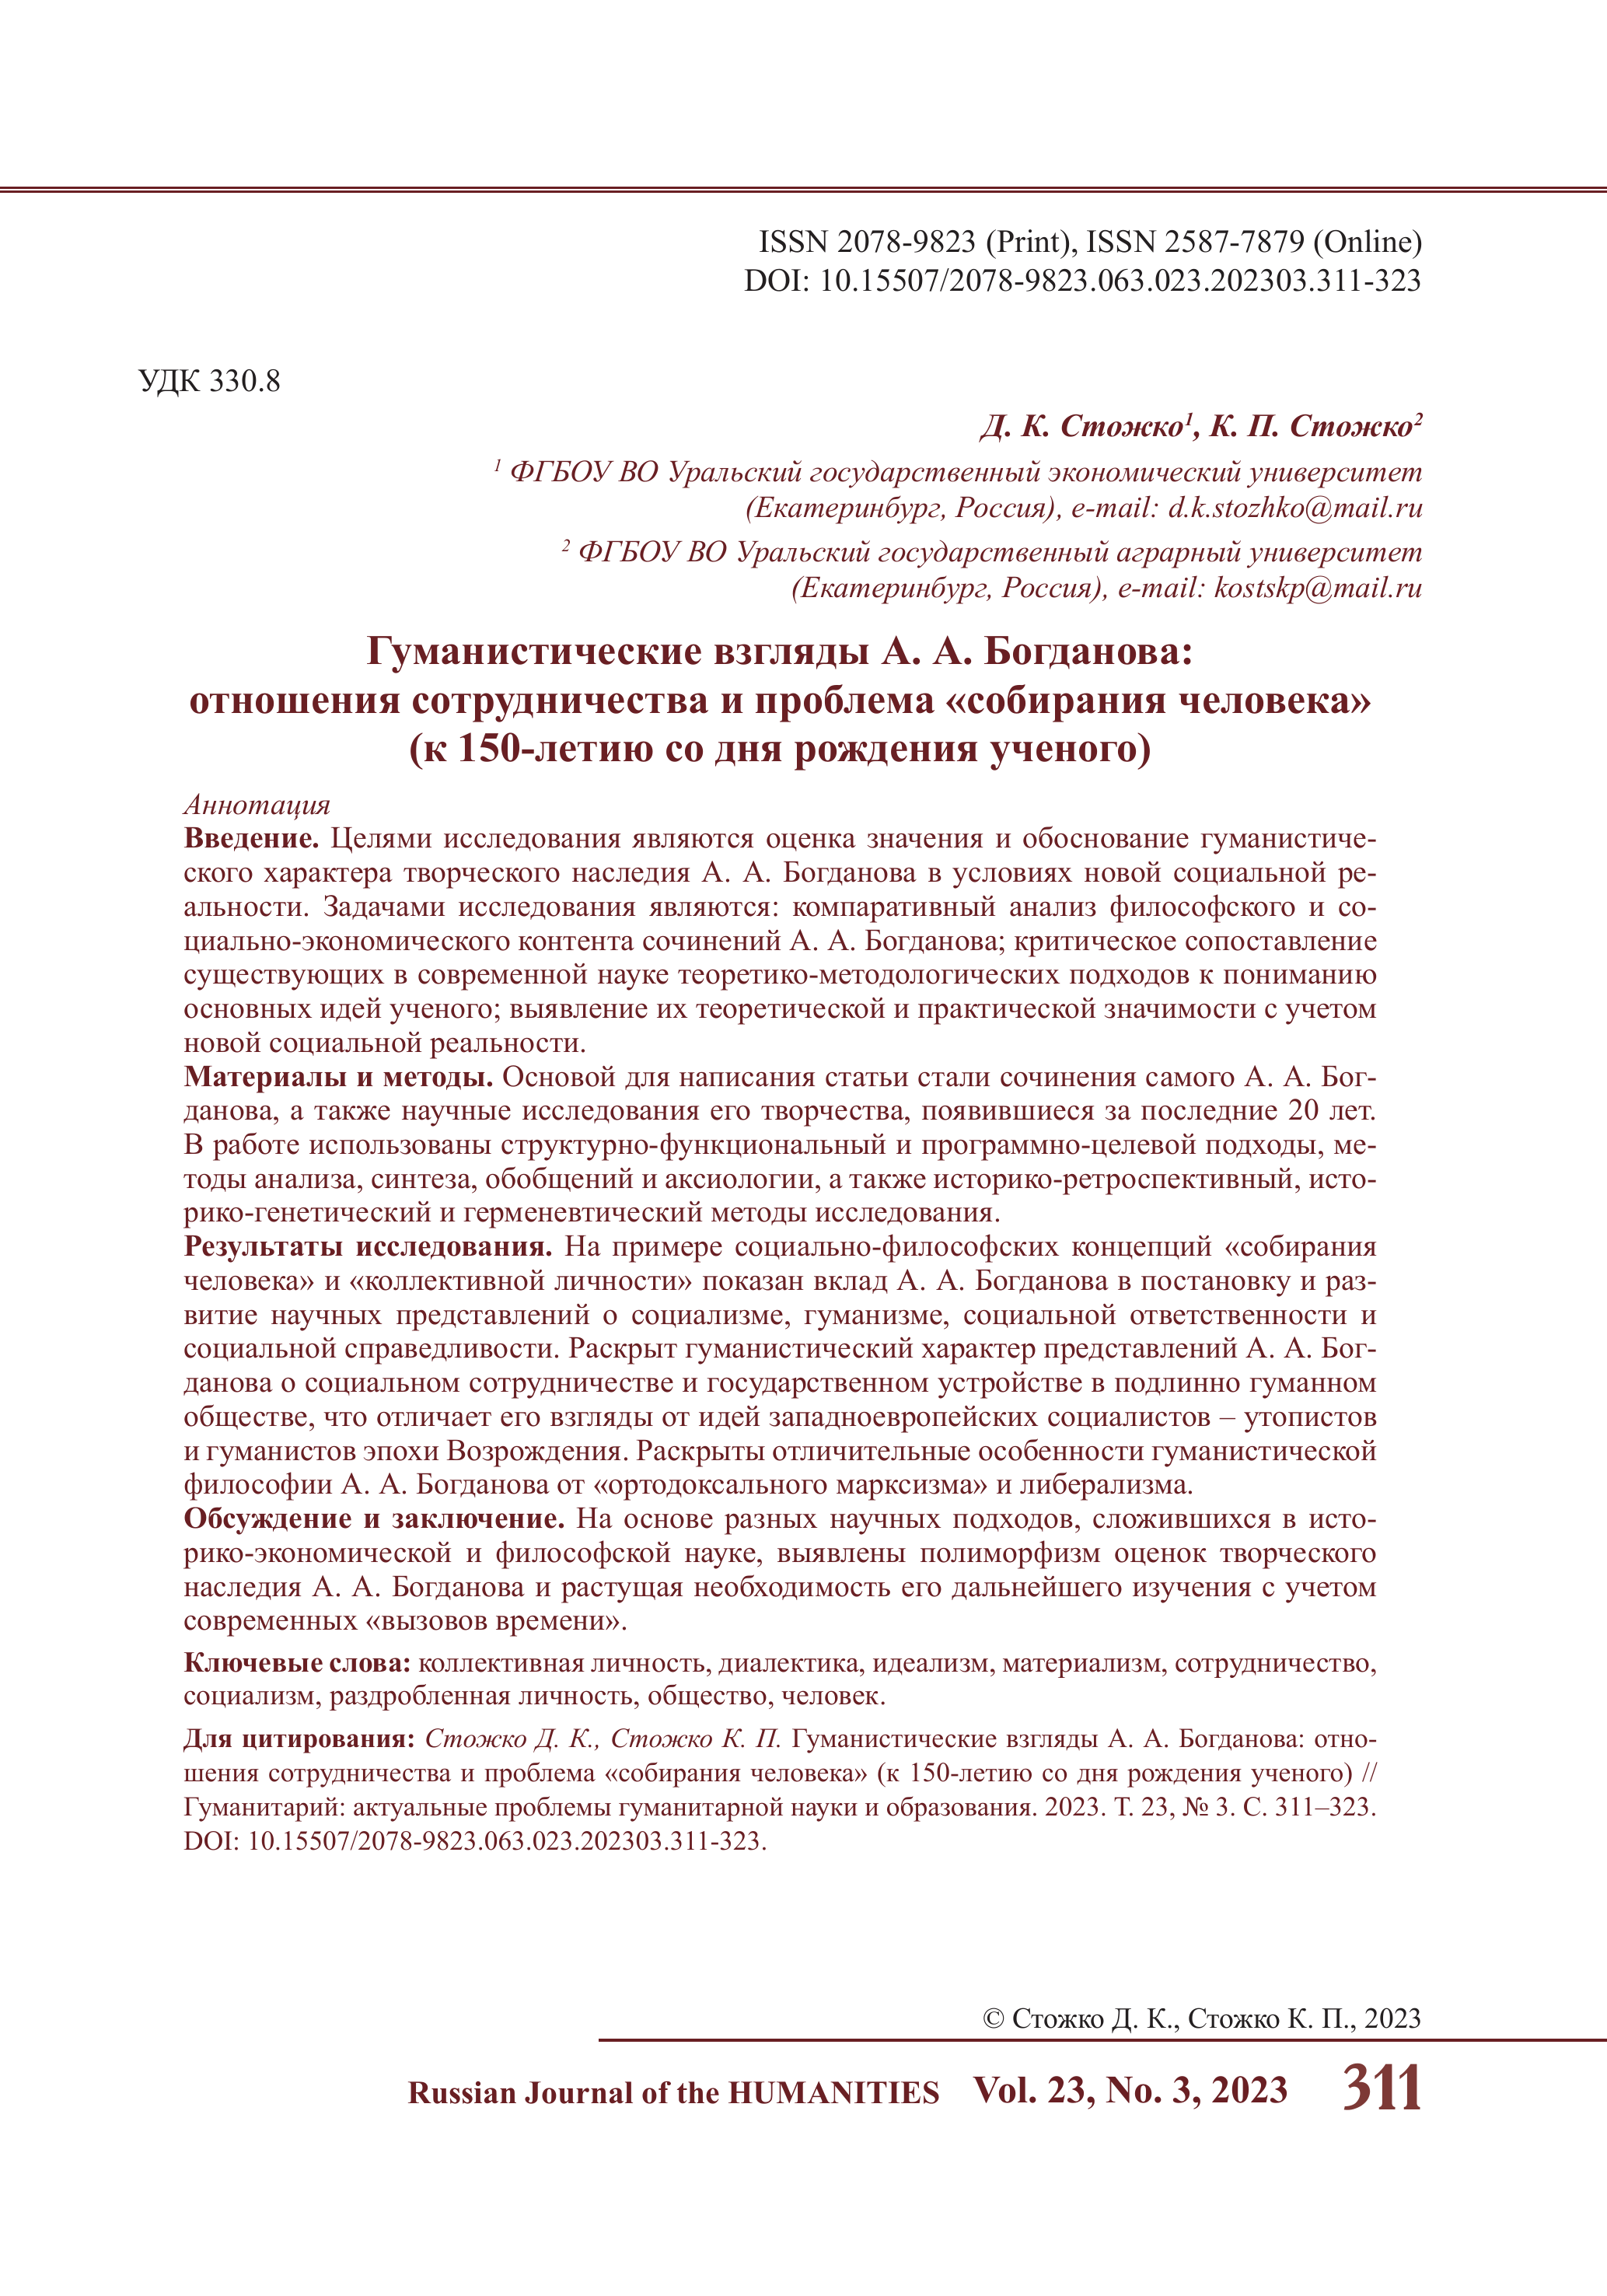 ISSN 2078-9823 (Print), ISSN 2587-7879 (Online)
DOI: 10.15507/2078-9823.063.023.202303.311-323
УДК 330.8
Д. К. Стожко¹, К. П. Стожко²
¹ ФГБОУ ВО Уральский государственный экономический университет
(Екатеринбург, Россия), e-mail: d.k.stozhko@mail.ru
² ФГБОУ ВО Уральский государственный аграрный университет
(Екатеринбург, Россия), e-mail: kostskp@mail.ru
Гуманистические взгляды А. А. Богданова:
отношения сотрудничества и проблема «собирания человека»
(к 150-летию со дня рождения ученого)
Аннотация
Введение. Целями исследования являются оценка значения и обоснование гуманистиче-
ского характера творческого наследия А. А. Богданова в условиях новой социальной ре-
альности. Задачами исследования являются: компаративный анализ философского и со-
циально-экономического контента сочинений А. А. Богданова; критическое сопоставление
существующих в современной науке теоретико-методологических подходов к пониманию
основных идей ученого; выявление их теоретической и практической значимости с учетом
новой социальной реальности.
Материалы и методы. Основой для написания статьи стали сочинения самого А. А. Бог-
данова, а также научные исследования его творчества, появившиеся за последние 20 лет.
В работе использованы структурно-функциональный и программно-целевой подходы, ме-
тоды анализа, синтеза, обобщений и аксиологии, а также историко-ретроспективный, исто-
рико-генетический и герменевтический методы исследования.
Результаты исследования. На примере социально-философских концепций «собирания
человека» и «коллективной личности» показан вклад А. А. Богданова в постановку и раз-
витие научных представлений о социализме, гуманизме, социальной ответственности и
социальной справедливости. Раскрыт гуманистический характер представлений А. А. Бог-
данова о социальном сотрудничестве и государственном устройстве в подлинно гуманном
обществе, что отличает его взгляды от идей западноевропейских социалистов – утопистов
и гуманистов эпохи Возрождения. Раскрыты отличительные особенности гуманистической
философии А. А. Богданова от «ортодоксального марксизма» и либерализма.
Обсуждение и заключение. На основе разных научных подходов, сложившихся в исто-
рико-экономической и философской науке, выявлены полиморфизм оценок творческого
наследия А. А. Богданова и растущая необходимость его дальнейшего изучения с учетом
современных «вызовов времени».
Ключевые слова: коллективная личность, диалектика, идеализм, материализм, сотрудничество,
социализм, раздробленная личность, общество, человек.
Для цитирования: Стожко Д. К., Стожко К. П. Гуманистические взгляды А. А. Богданова: отно-
шения сотрудничества и проблема «собирания человека» (к 150-летию со дня рождения ученого) //
Гуманитарий: актуальные проблемы гуманитарной науки и образования. 2023. Т. 23, № 3. С. 311–323.
DOI: 10.15507/2078-9823.063.023.202303.311-323.
© Стожко Д. К., Стожко К. П., 2023
Russian Journal of the HUMANITIES Vol. 23, No. 3, 2023 311